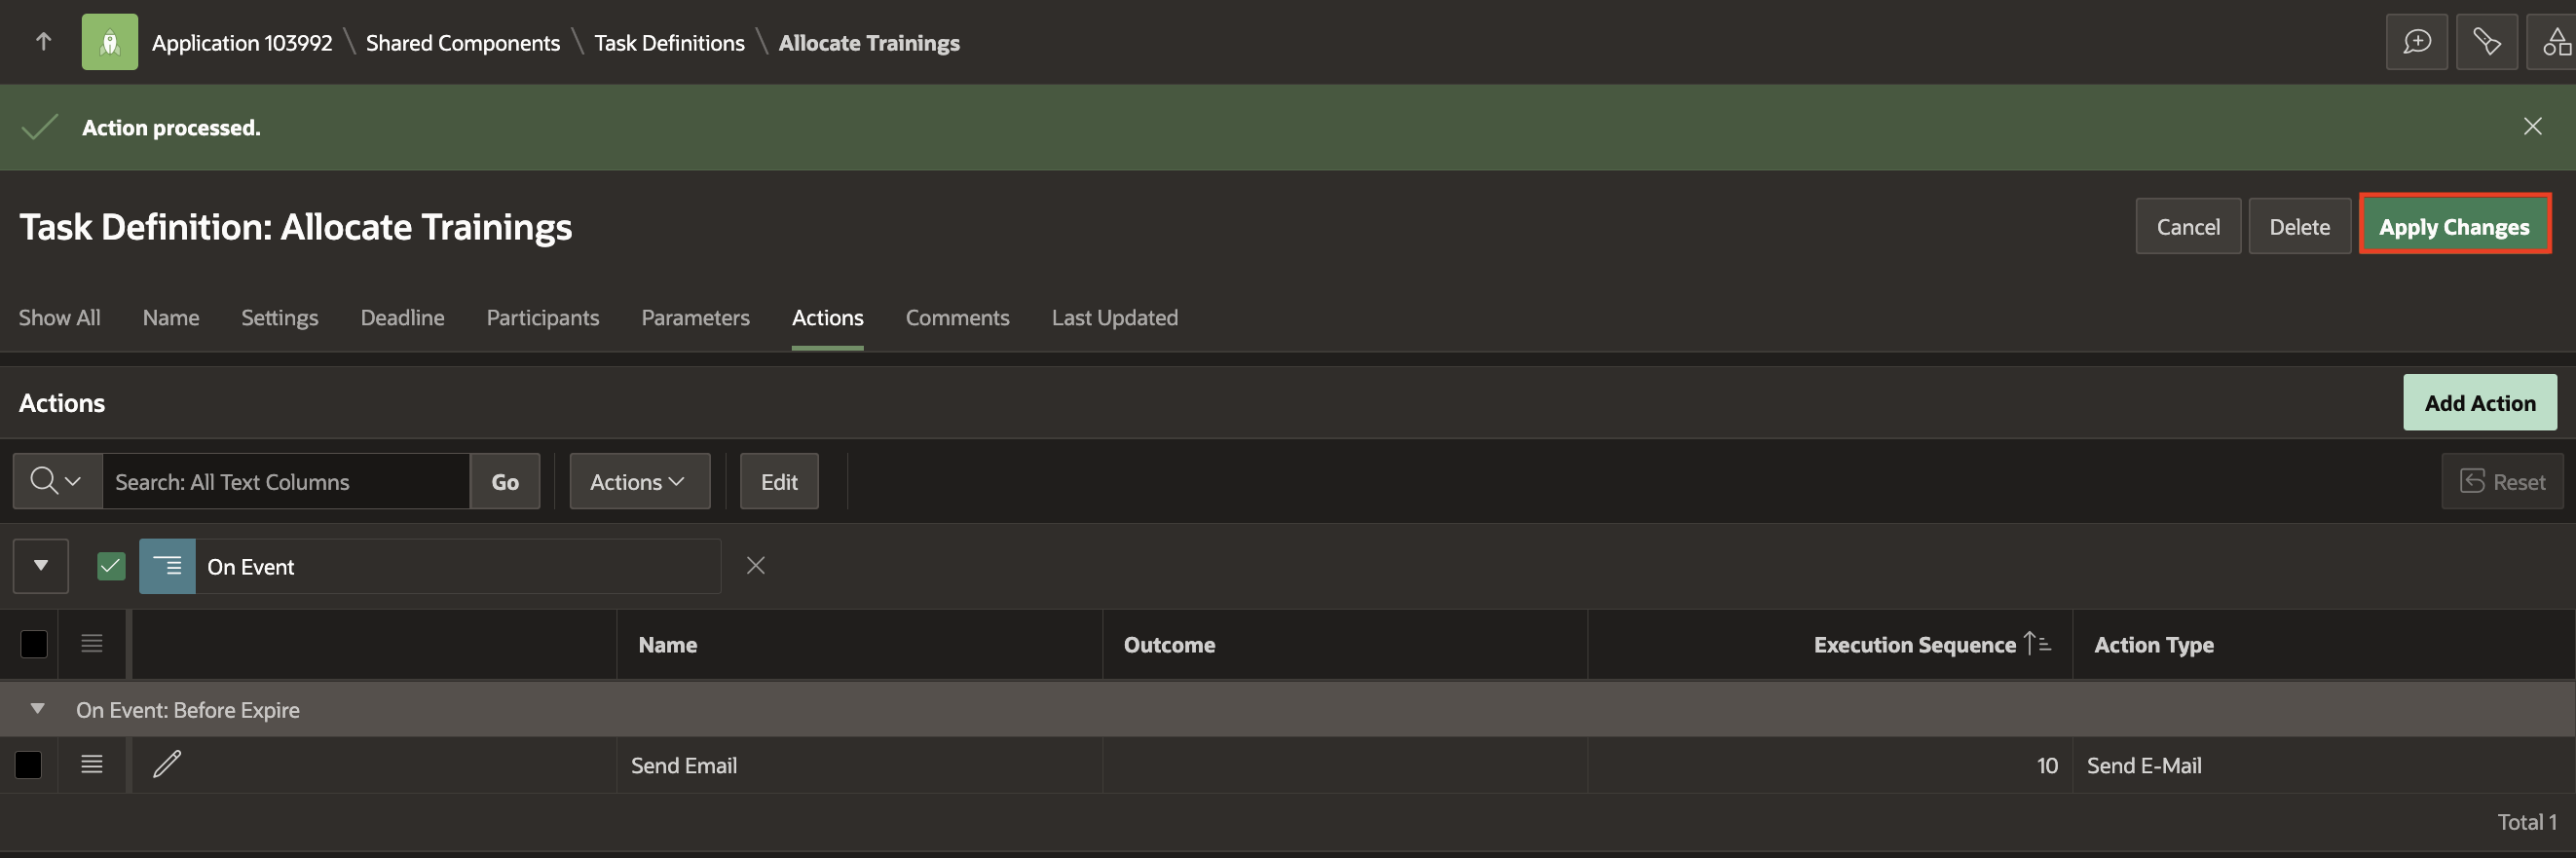 Application 103992 \ Shared Components \ Task Definitions \ Allocate Trainings
Action processed.
Task Definition: Allocate Trainings
Cancel Delete Apply Changes
Show All Name Settings Deadline Participants Parameters Actions Comments Last Updated
Actions
Add Action
Search: All Text Columns Go Actions Edit Reset
On Event
Name Outcome Execution Sequence Action Type
On Event: Before Expire
Send Email 10 Send E-Mail
Total 1